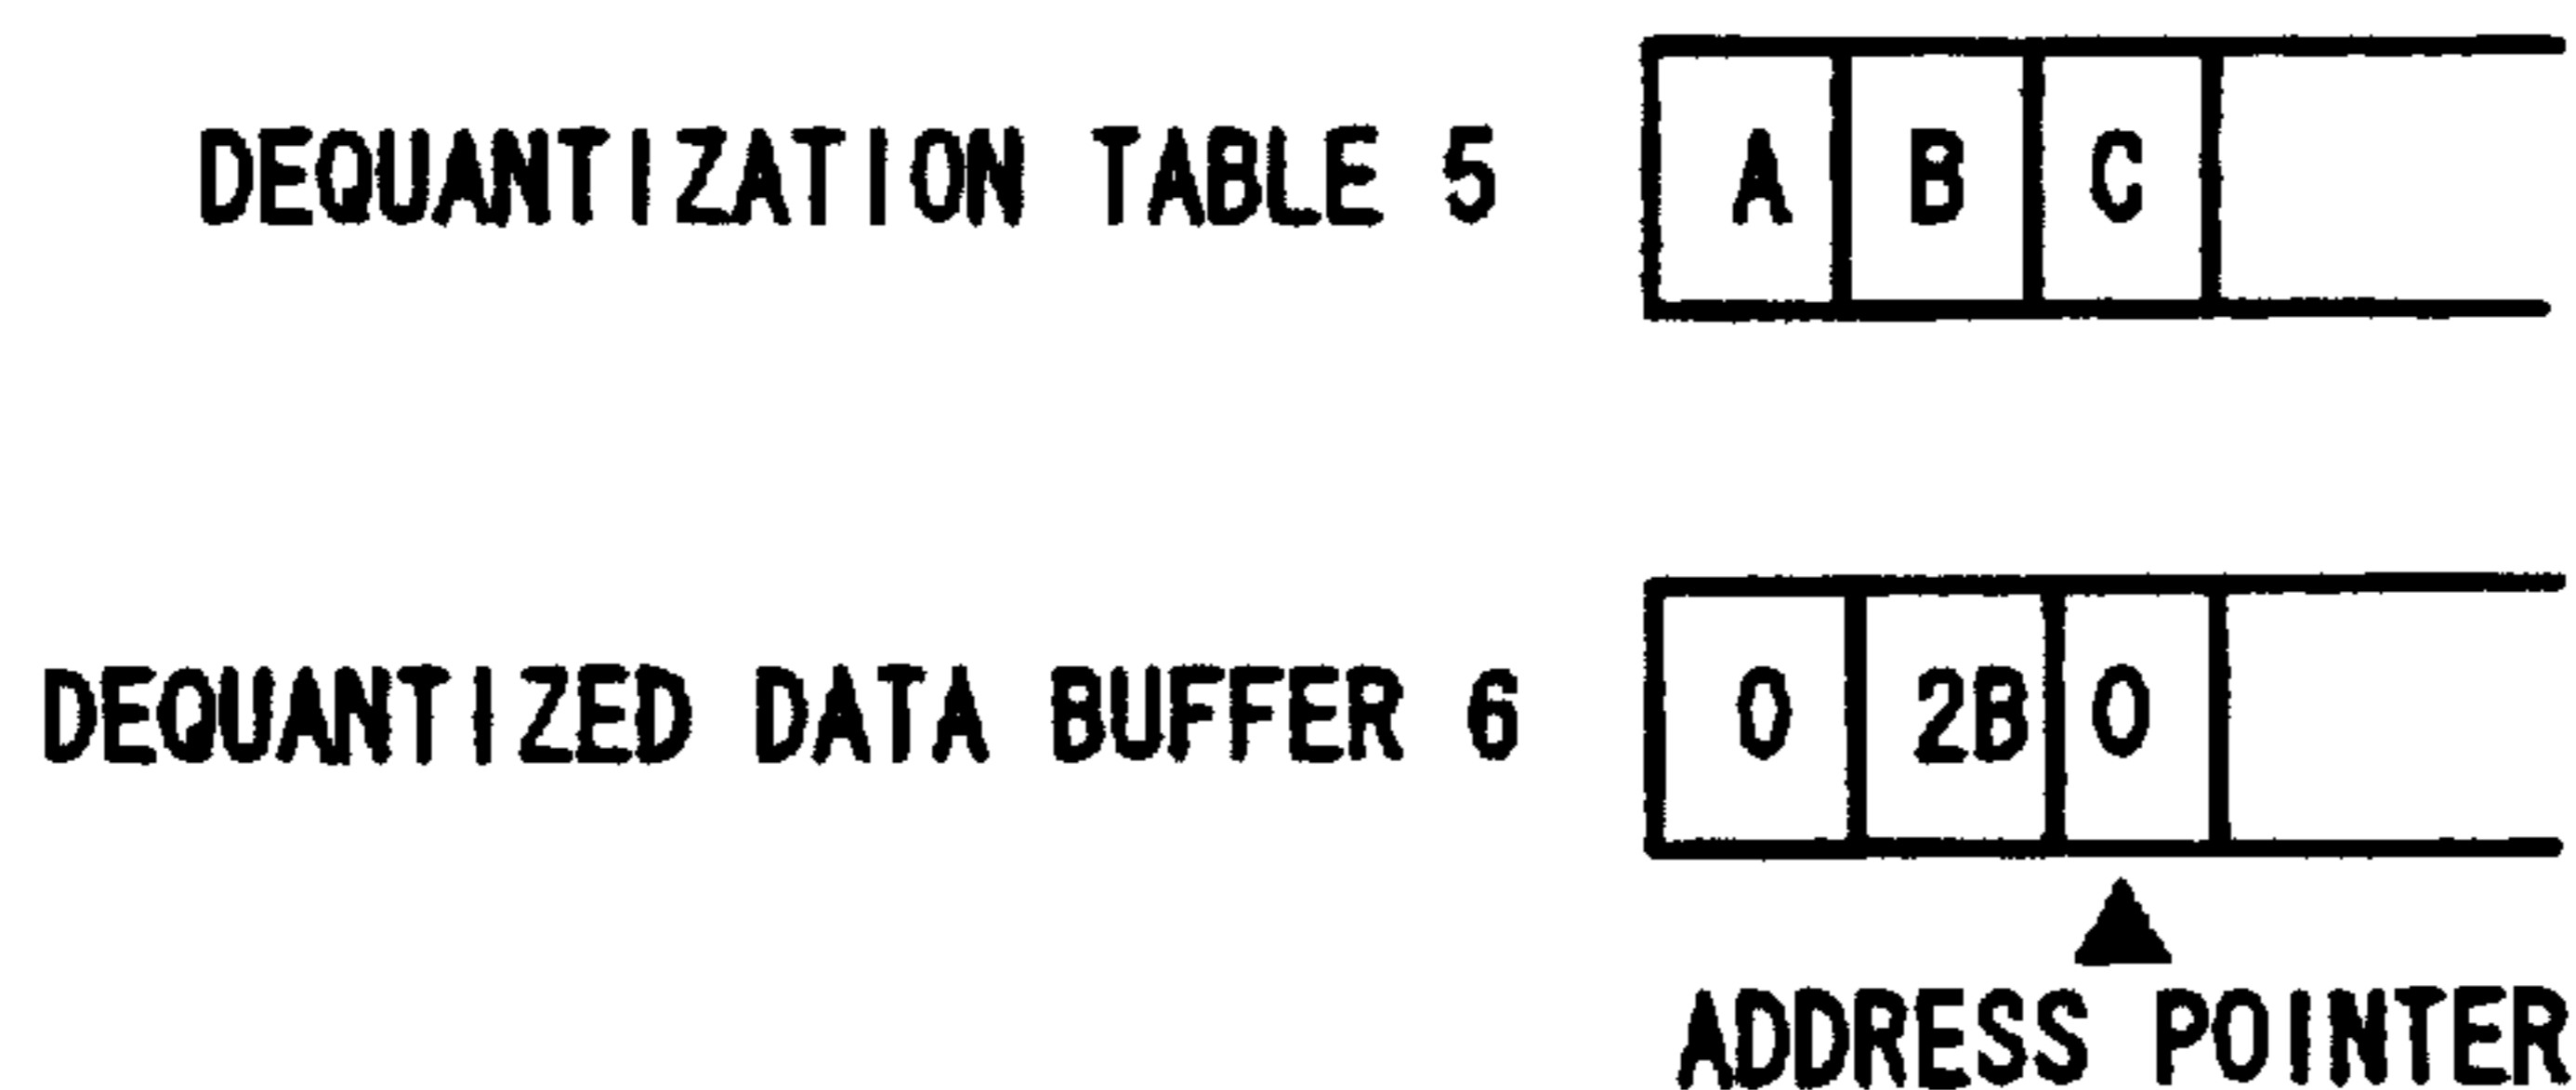 DEQUANTIZATION TABLE 5 A B C
DEQUANTIZED DATA BUFFER 6 0 2B 0
ADDRESS POINTER